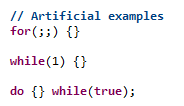 // Artificial examples
for(;;) {}
while(1) {}
do {} while(true);